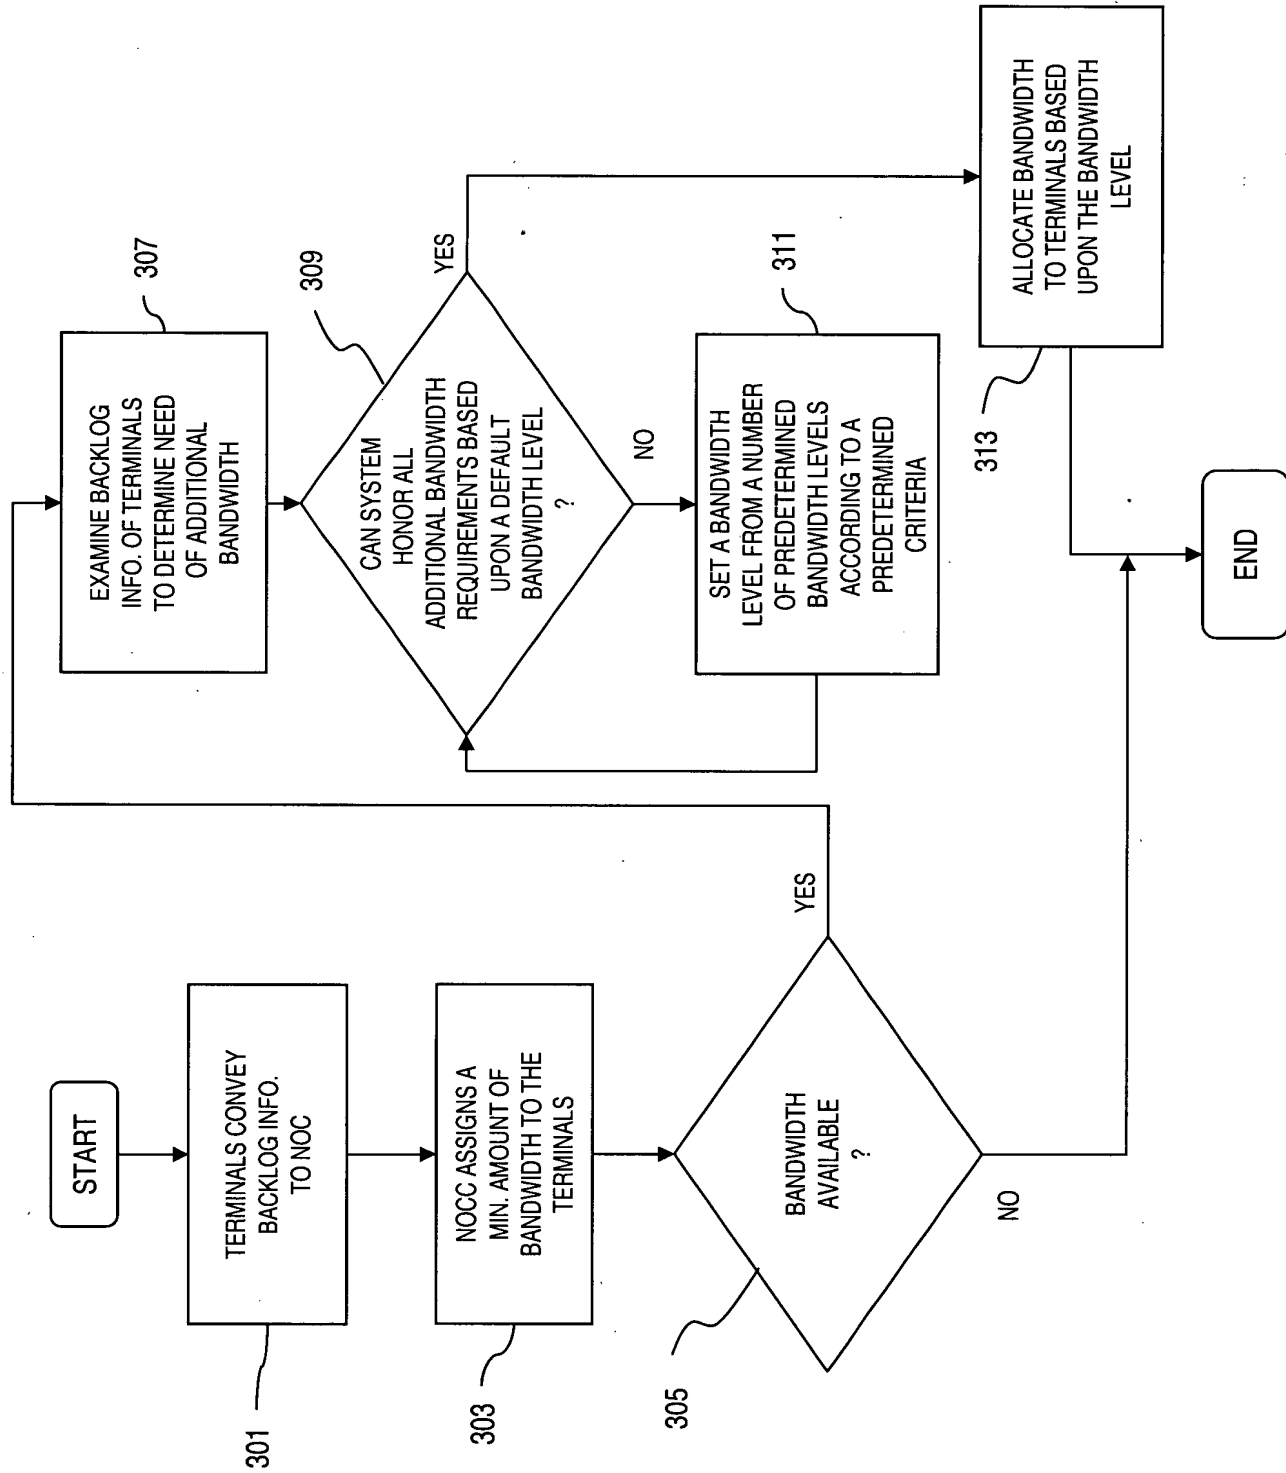 START
TERMINALS CONVEY
BACKLOG INFO.
TO NOC
301
NOCC ASSIGNS A
MIN. AMOUNT OF
BANDWIDTH TO THE
TERMINALS
303
BANDWIDTH
AVAILABLE
?
305
YES
NO
EXAMINE BACKLOG
INFO. OF TERMINALS
TO DETERMINE NEED
OF ADDITIONAL
BANDWIDTH
307
CAN SYSTEM
HONOR ALL
ADDITIONAL BANDWIDTH
REQUIREMENTS BASED
UPON A DEFAULT
BANDWIDTH LEVEL
?
309
YES
NO
SET A BANDWIDTH
LEVEL FROM A NUMBER
OF PREDETERMINED
BANDWIDTH LEVELS
ACCORDING TO A
PREDETERMINED
CRITERIA
311
ALLOCATE BANDWIDTH
TO TERMINALS BASED
UPON THE BANDWIDTH
LEVEL
313
END